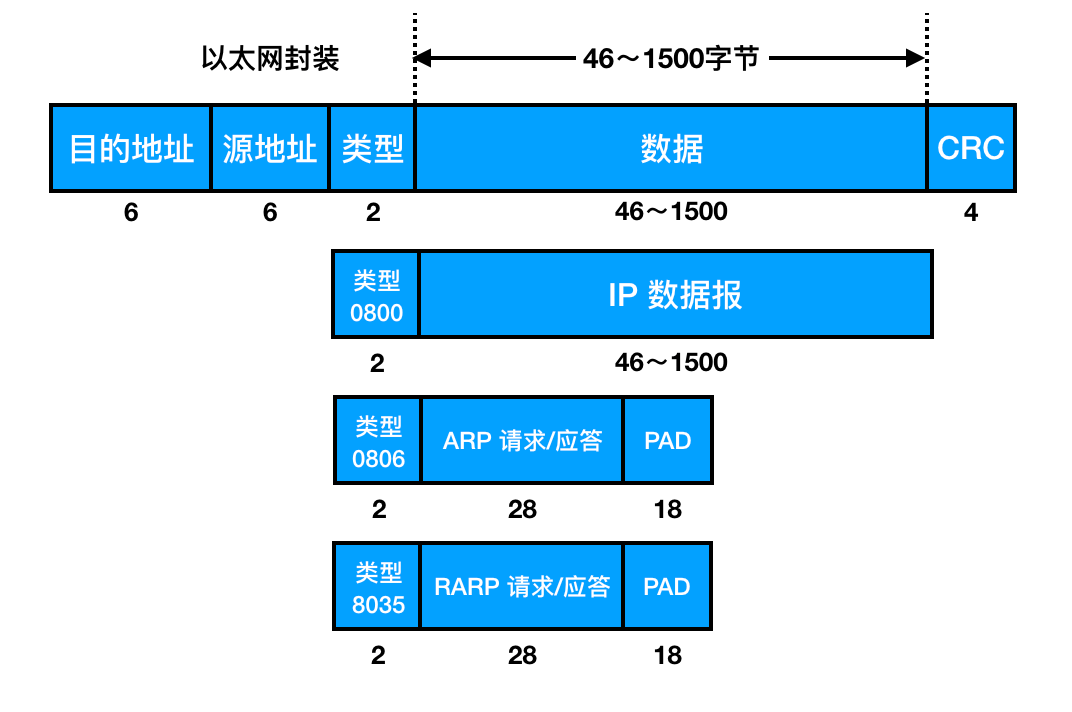 以太网封装
46～1500字节
目的地址 源地址 类型 数据 CRC
6 6 2 46～1500 4
类型
0800
IP 数据报
2 46～1500
类型
0806
ARP 请求/应答 PAD
2 28 18
类型
8035
RARP 请求/应答 PAD
2 28 18